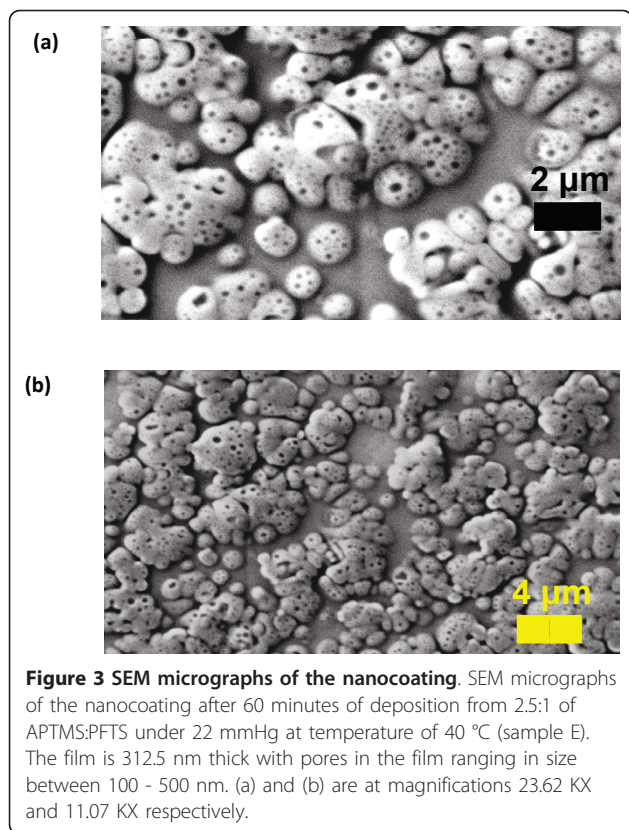 (a)
2 µm
(b)
4 µm
Figure 3 SEM micrographs of the nanocoating. SEM micrographs
of the nanocoating after 60 minutes of deposition from 2.5:1 of
APTMS:PFTS under 22 mmHg at temperature of 40 °C (sample E).
The film is 312.5 nm thick with pores in the film ranging in size
between 100 - 500 nm. (a) and (b) are at magnifications 23.62 KX
and 11.07 KX respectively.